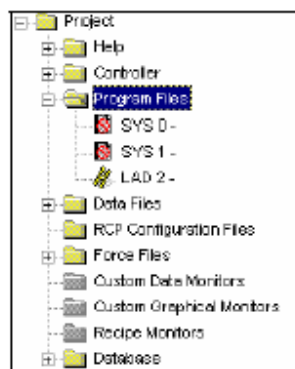 Project
Help
Controller
Program Files
SYS 0 -
SYS 1 -
LAD 2 -
Data Files
RCP Configuration Files
Force Files
Custom Data Monitors
Custom Graphical Monitors
Recipe Monitors
Database